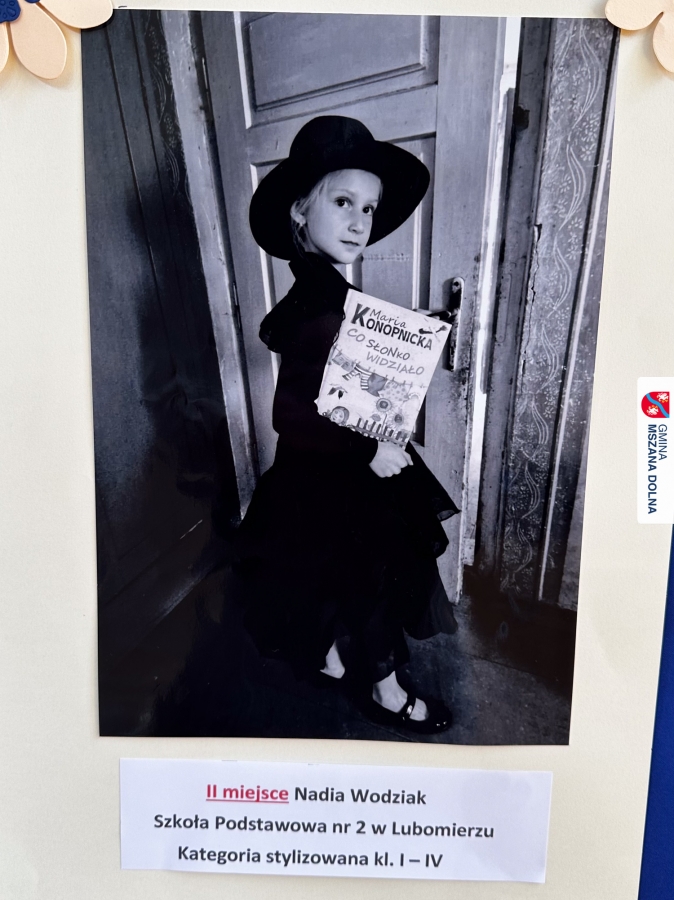 Maria
KONOPNICKA
CO SŁONKO
WIDZIAŁO
GMINA
MSZANA DOLNA
II miejsce Nadia Wodziak
Szkoła Podstawowa nr 2 w Lubomierzu
Kategoria stylizowana kl. I – IV